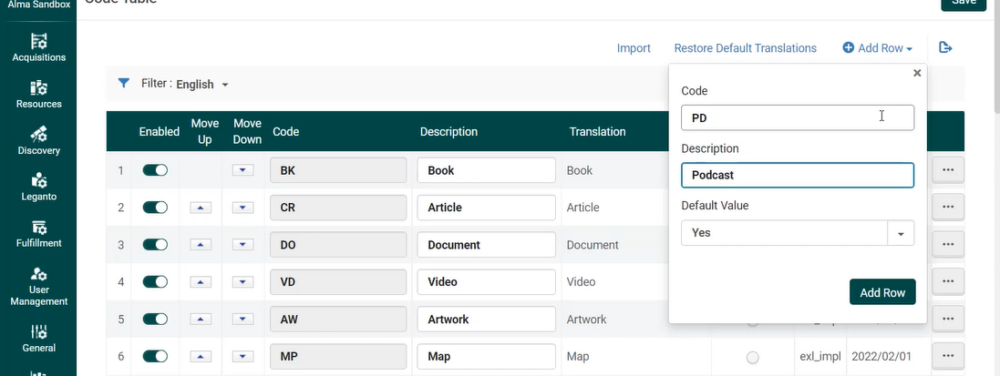 Alma Sandbox
Code Table
Save
Acquisitions
Resources
Discovery
Leganto
Fulfillment
User
Management
General
Import
Restore Default Translations
Add Row
Filter : English
Enabled
Move
Up
Move
Down
Code
Description
Translation
1 BK Book Book
2 CR Article Article
3 DO Document Document
4 VD Video Video
5 AW Artwork Artwork
6 MP Map Map exl_impl 2022/02/01
×
Code
PD
Description
Podcast
Default Value
Yes
Add Row